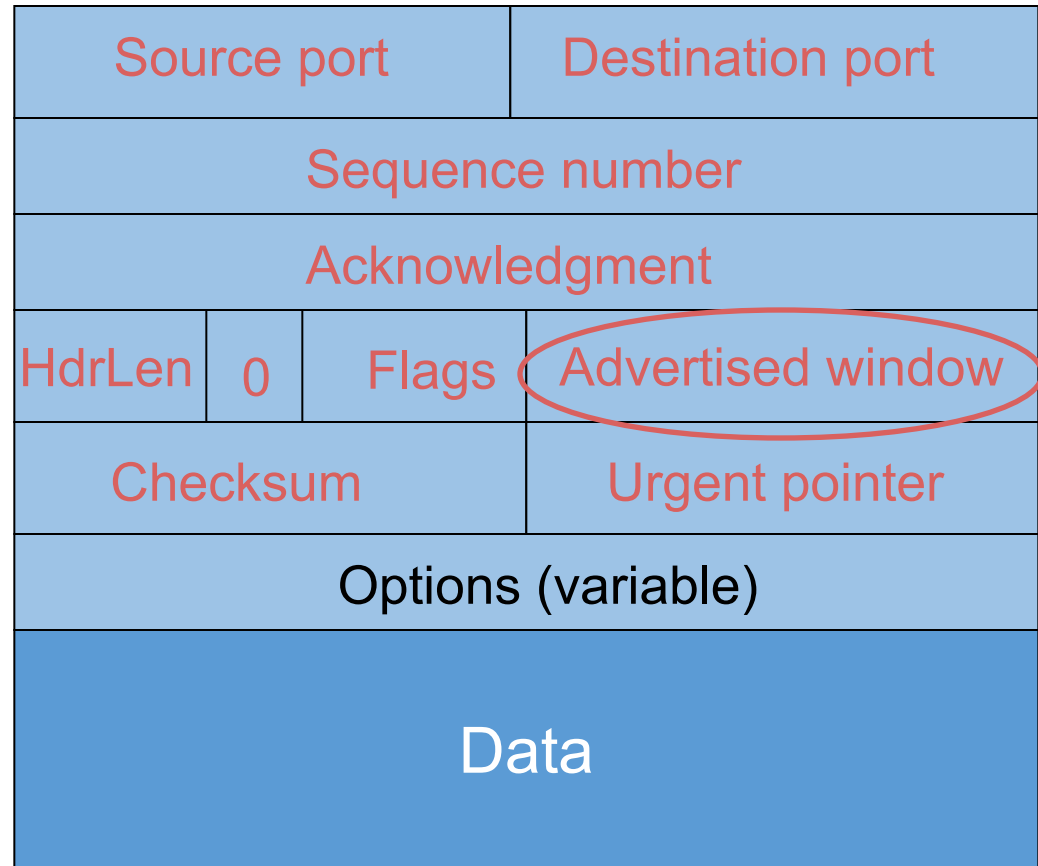 Source port Destination port
Sequence number
Acknowledgment
HdrLen 0 Flags Advertised window
Checksum Urgent pointer
Options (variable)
Data